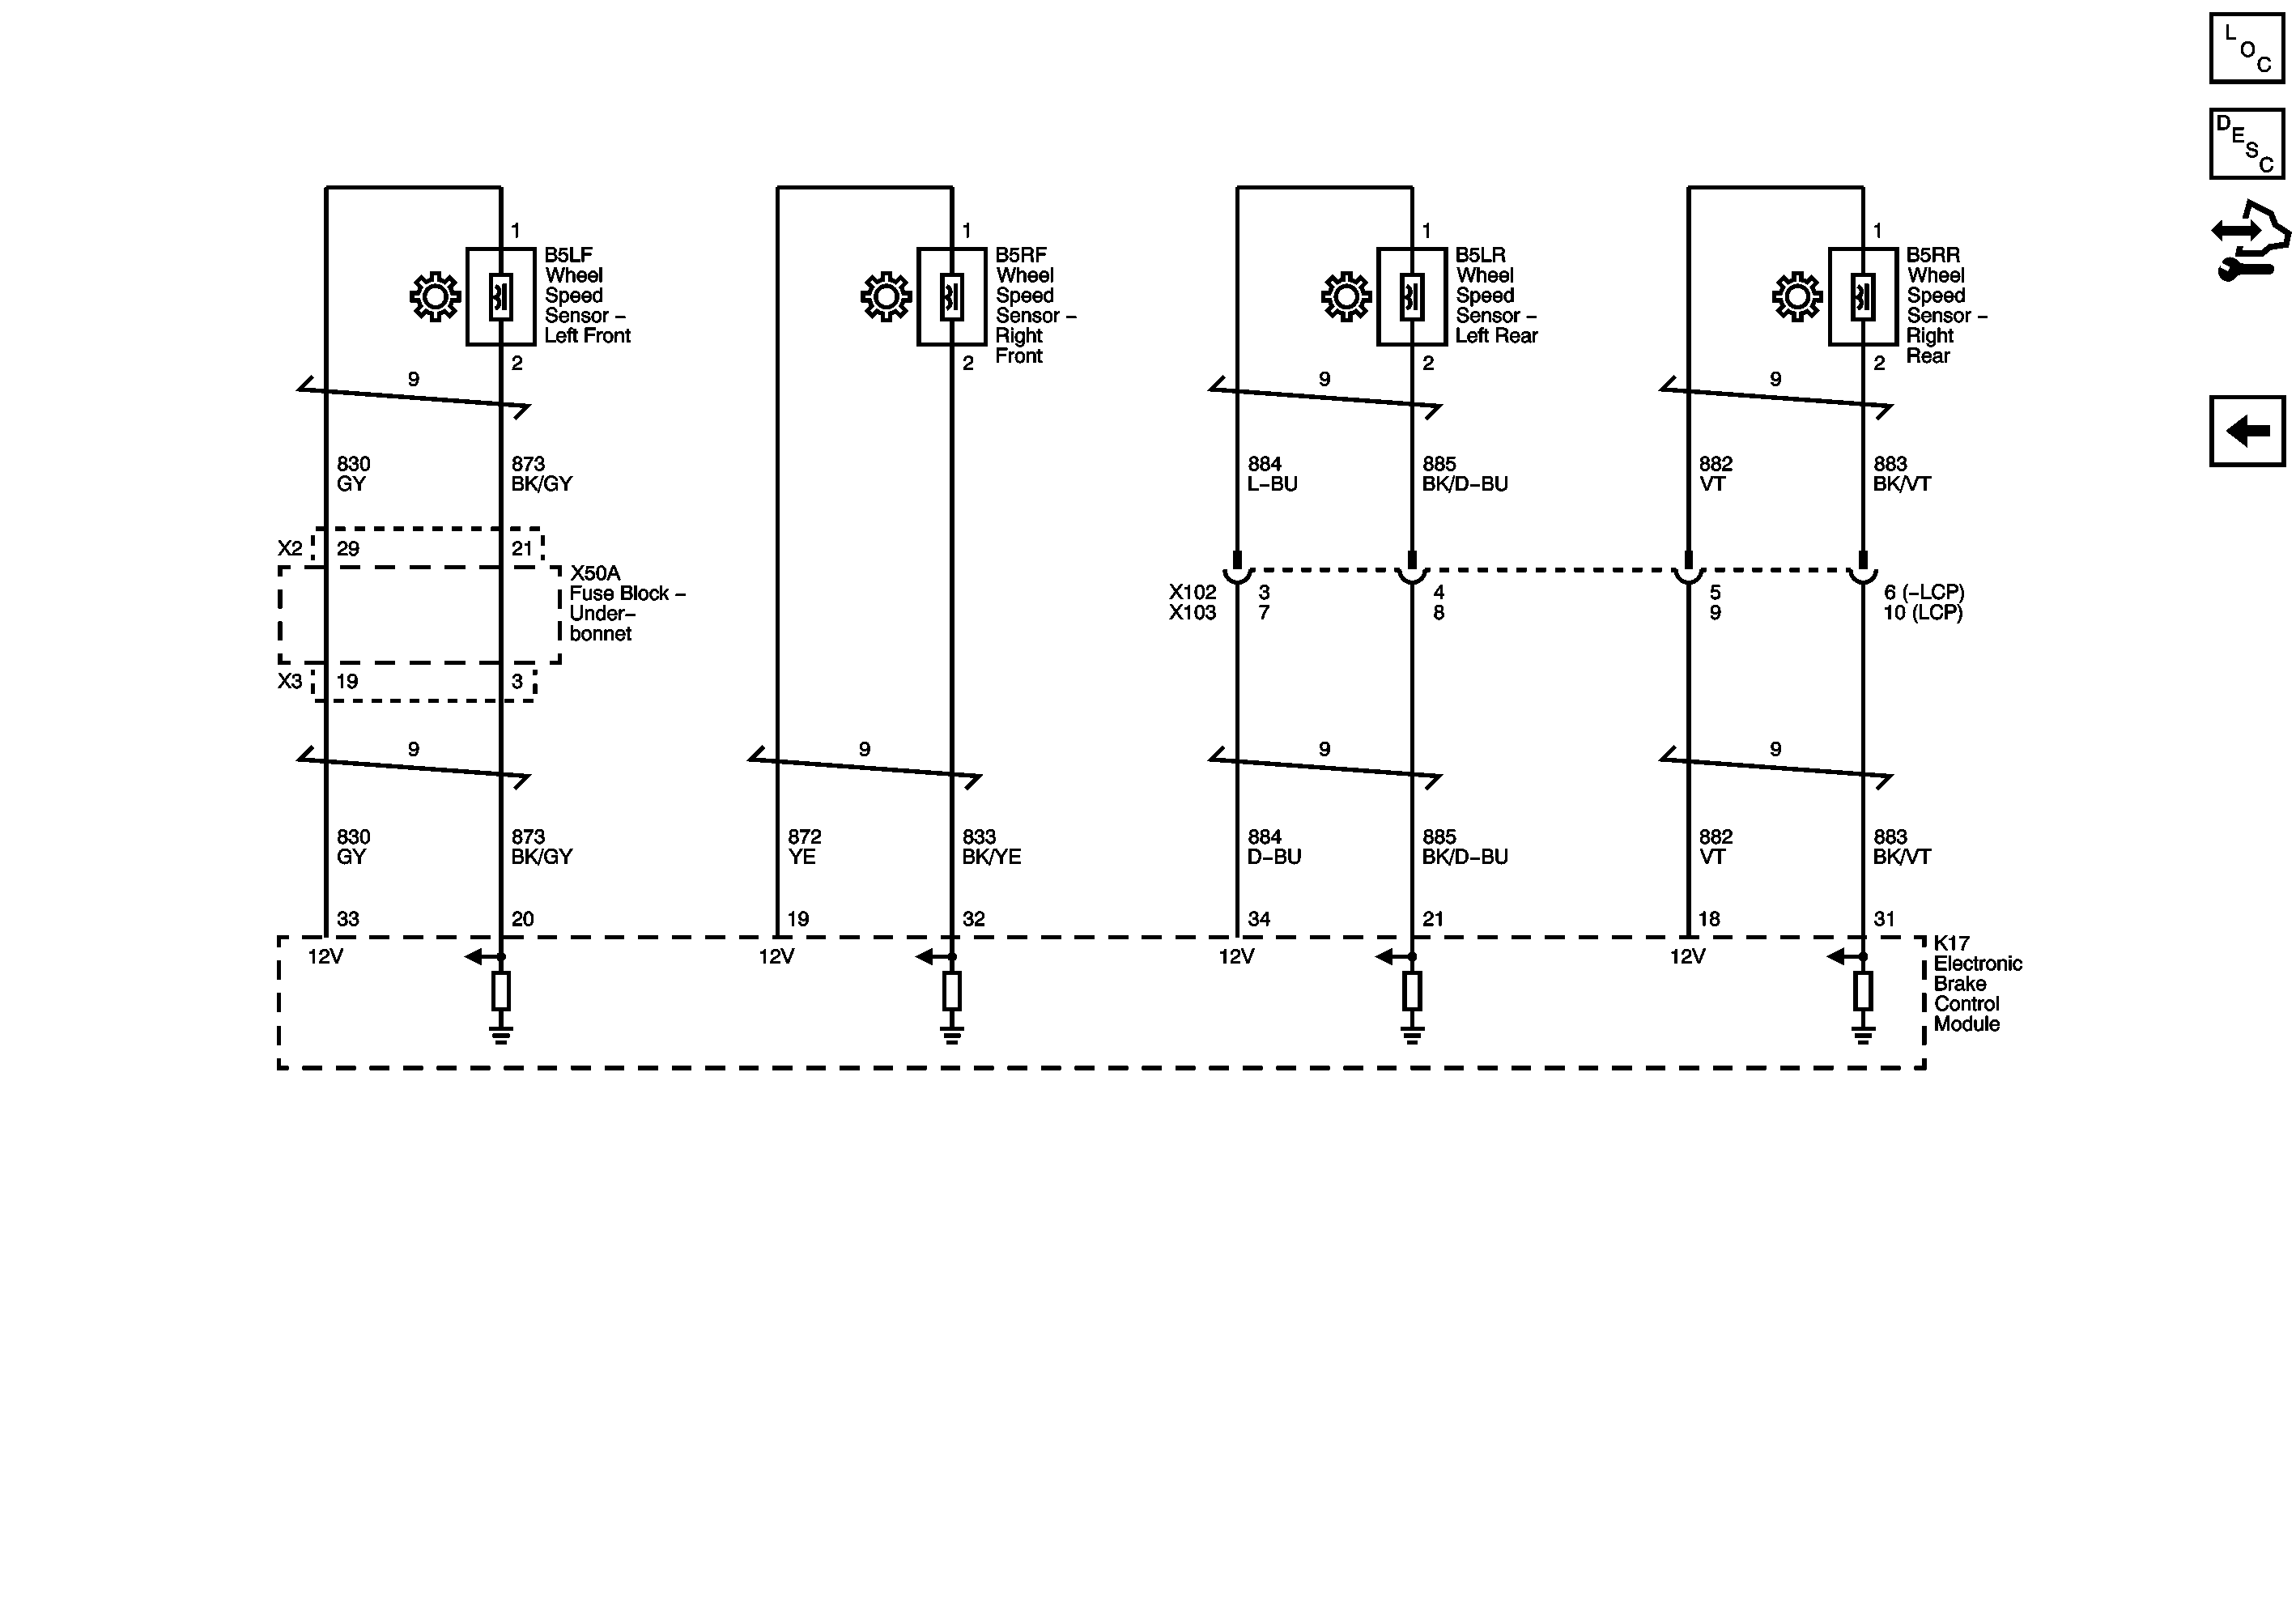 L
O
C
D
E
S
C
1
B5LF
Wheel
Speed
Sensor –
Left Front
2
1
B5RF
Wheel
Speed
Sensor –
Right
Front
2
1
B5LR
Wheel
Speed
Sensor –
Left Rear
2
1
B5RR
Wheel
Speed
Sensor –
Right
Rear
2
9
9
9
830
GY
873
BK/GY
884
L–BU
885
BK/D–BU
882
VT
883
BK/VT
X2
29
21
X50A
Fuse Block –
Under–
bonnet
X3
19
3
X102
3
4
5
6 (–LCP)
X103
7
8
9
10 (LCP)
9
9
9
9
830
GY
873
BK/GY
872
YE
833
BK/YE
884
D–BU
885
BK/D–BU
882
VT
883
BK/VT
33
20
19
32
34
21
18
31
12V
12V
12V
12V
K17
Electronic
Brake
Control
Module